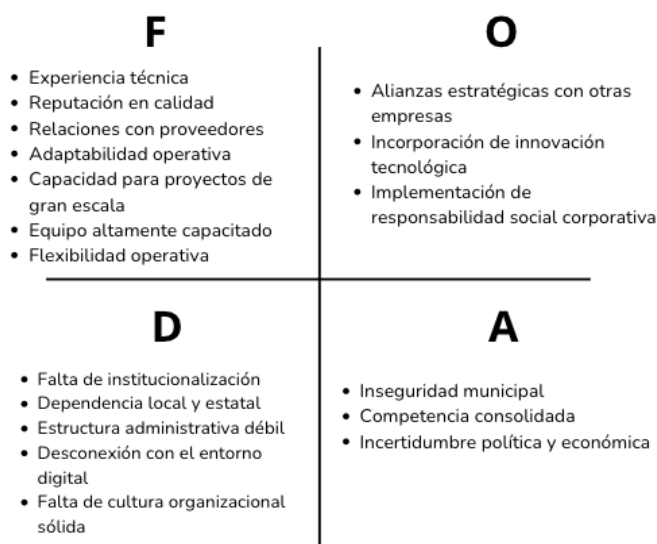 F
• Experiencia técnica
• Reputación en calidad
• Relaciones con proveedores
• Adaptabilidad operativa
• Capacidad para proyectos de
gran escala
• Equipo altamente capacitado
• Flexibilidad operativa
O
• Alianzas estratégicas con otras
empresas
• Incorporación de innovación
tecnológica
• Implementación de
responsabilidad social corporativa
D
• Falta de institucionalización
• Dependencia local y estatal
• Estructura administrativa débil
• Desconexión con el entorno
digital
• Falta de cultura organizacional
sólida
A
• Inseguridad municipal
• Competencia consolidada
• Incertidumbre política y económica